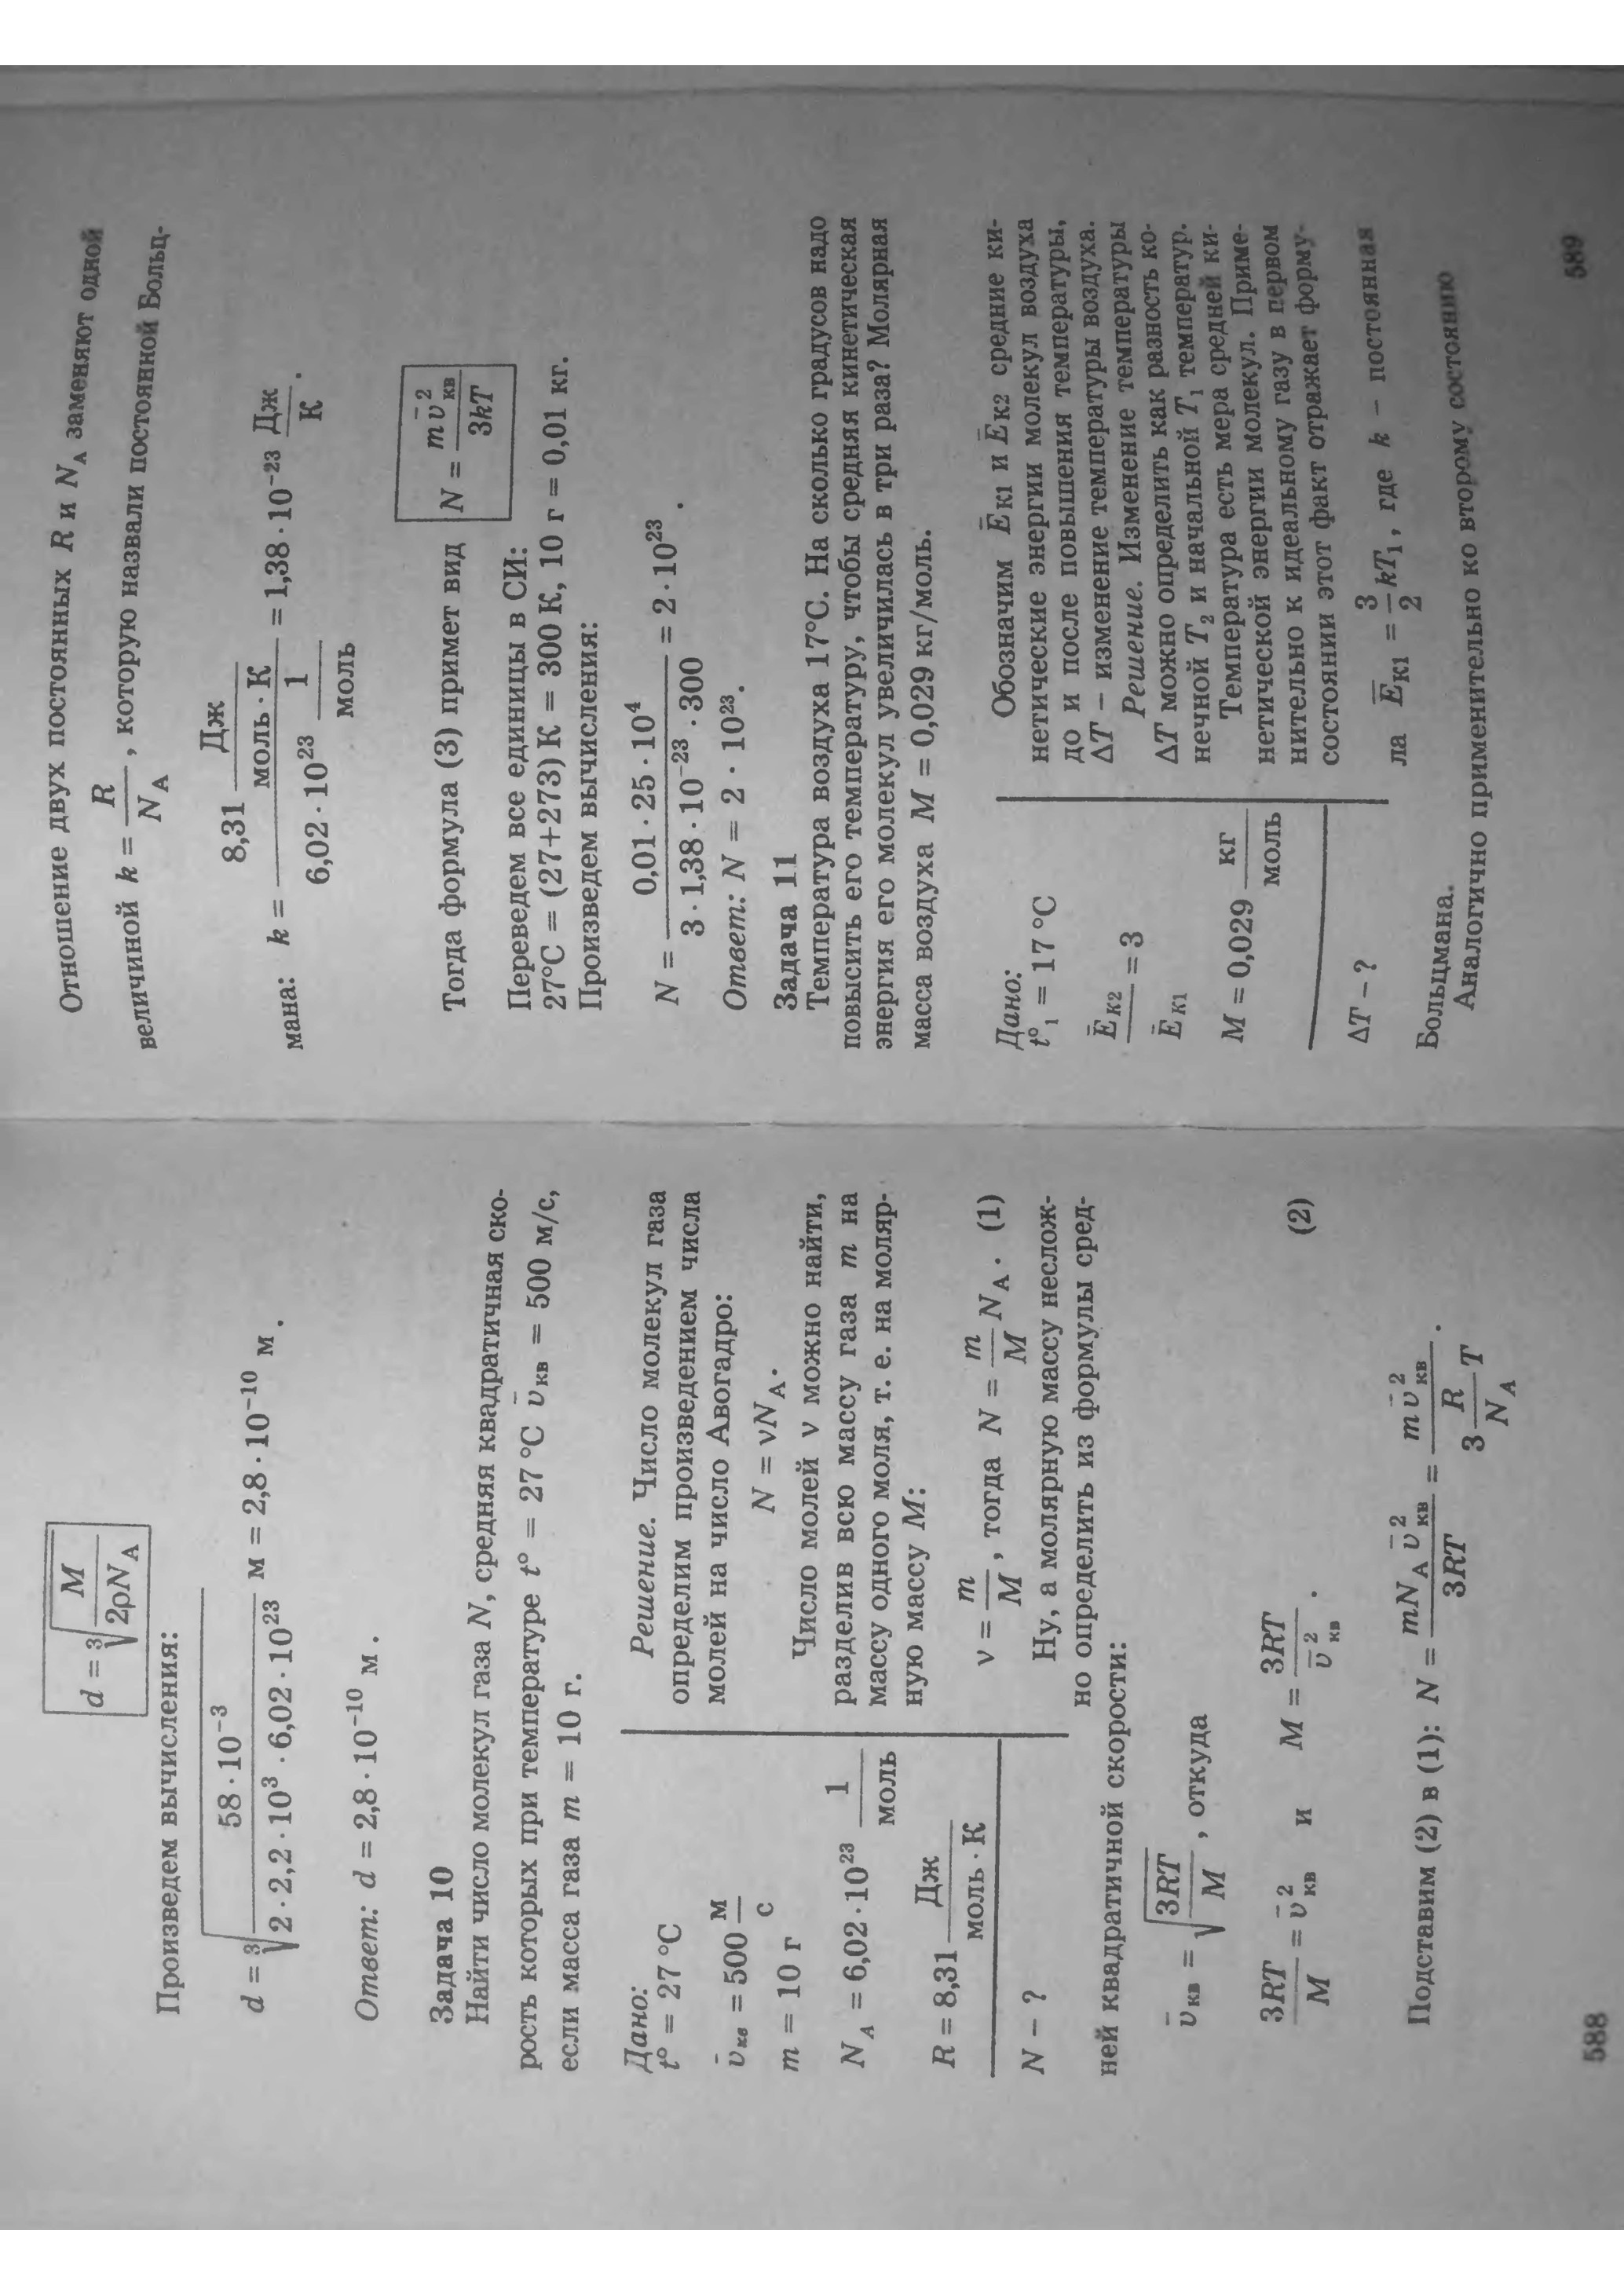 d = ∛(M / 2ρN_A)
Произведем вычисления:
d = ∛(58 · 10⁻³ / 2 · 2,2 · 10³ · 6,02 · 10²³) м = 2,8 · 10⁻¹⁰ м .
Ответ: d = 2,8 · 10⁻¹⁰ м .
Задача 10
Найти число молекул газа N, средняя квадратичная ско-
рость которых при температуре t° = 27 °C v̄кв = 500 м/с,
если масса газа m = 10 г.
Дано:
t° = 27 °C
v̄кв = 500 м/с
m = 10 г
N_A = 6,02 · 10²³ 1/моль
R = 8,31 Дж/моль · К
N – ?
Решение. Число молекул газа
определим произведением числа
молей на число Авогадро:
N = νN_A.
Число молей ν можно найти,
разделив всю массу газа m на
массу одного моля, т. е. на моляр-
ную массу M:
ν = m/M , тогда N = m/M N_A. (1)
Ну, а молярную массу неслож-
но определить из формулы сред-
ней квадратичной скорости:
v̄кв = √(3RT/M) , откуда
3RT/M = v̄²кв и M = 3RT/v̄²кв . (2)
Подставим (2) в (1): N = mN_A v̄²кв / 3RT = m v̄²кв / 3 R/N_A T .
588
Отношение двух постоянных R и N_A заменяют одной
величиной k = R/N_A , которую назвали постоянной Больц-
мана: k = 8,31 Дж/моль · К / 6,02 · 10²³ 1/моль = 1,38 · 10⁻²³ Дж/К .
Тогда формула (3) примет вид N = m v̄²кв / 3kT
Переведем все единицы в СИ:
27°C = (27+273) К = 300 К, 10 г = 0,01 кг.
Произведем вычисления:
N = 0,01 · 25 · 10⁴ / 3 · 1,38 · 10⁻²³ · 300 = 2 · 10²³ .
Ответ: N = 2 · 10²³.
Задача 11
Температура воздуха 17°C. На сколько градусов надо
повысить его температуру, чтобы средняя кинетическая
энергия его молекул увеличилась в три раза? Молярная
масса воздуха M = 0,029 кг/моль.
Дано:
t°₁ = 17 °C
Ēк2 / Ēк1 = 3
M = 0,029 кг/моль
ΔT – ?
Обозначим Ēк1 и Ēк2 средние ки-
нетические энергии молекул воздуха
до и после повышения температуры,
ΔT – изменение температуры воздуха.
Решение. Изменение температуры
ΔT можно определить как разность ко-
нечной T₂ и начальной T₁ температур.
Температура есть мера средней ки-
нетической энергии молекул. Приме-
нительно к идеальному газу в первом
состоянии этот факт отражает форму-
ла Ēк1 = 3/2 kT₁ , где k – постоянная
Больцмана.
Аналогично применительно ко второму состоянию
589